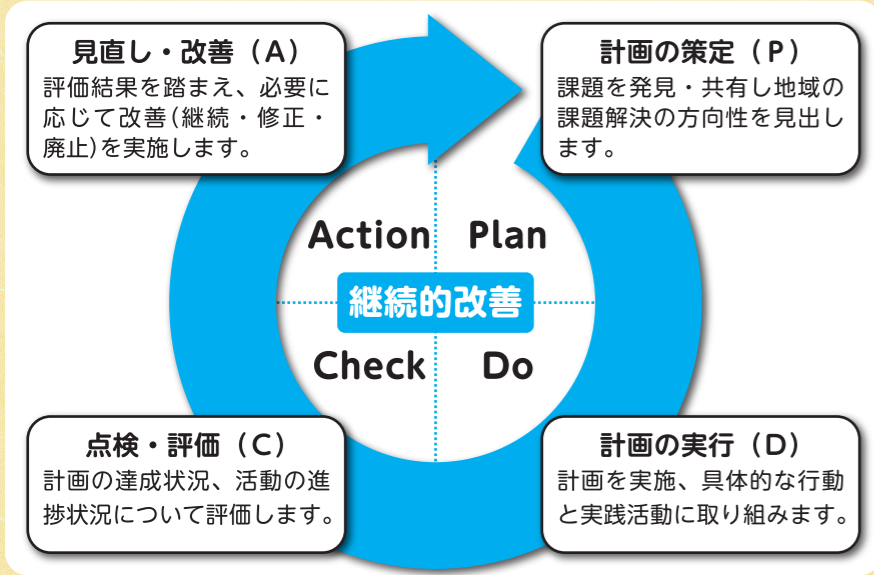 見直し・改善（A）
評価結果を踏まえ、必要に
応じて改善（継続・修正・
廃止）を実施します。
計画の策定（P）
課題を発見・共有し地域の
課題解決の方向性を見出し
ます。
Action
Plan
継続的改善
Check
Do
点検・評価（C）
計画の達成状況、活動の進
捗状況について評価します。
計画の実行（D）
計画を実施、具体的な行動
と実践活動に取り組みます。